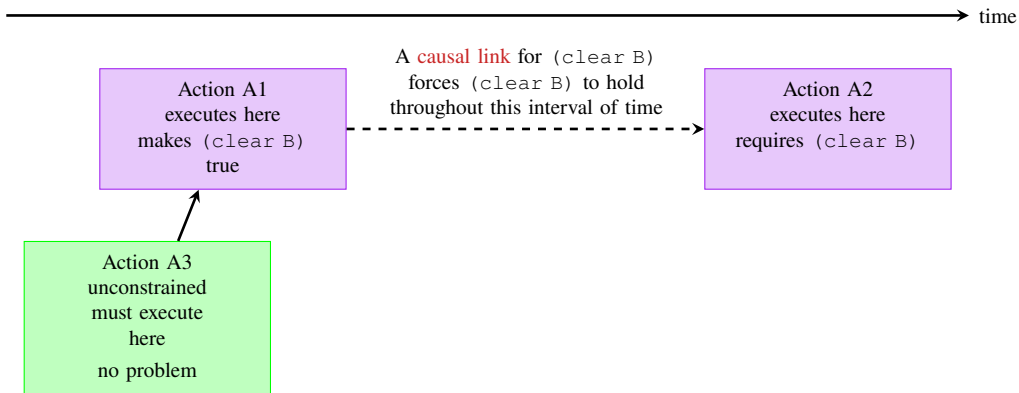 time
A causal link for (clear B)
forces (clear B) to hold
throughout this interval of time
Action A1
executes here
makes (clear B)
true
Action A2
executes here
requires (clear B)
Action A3
unconstrained
must execute
here
no problem